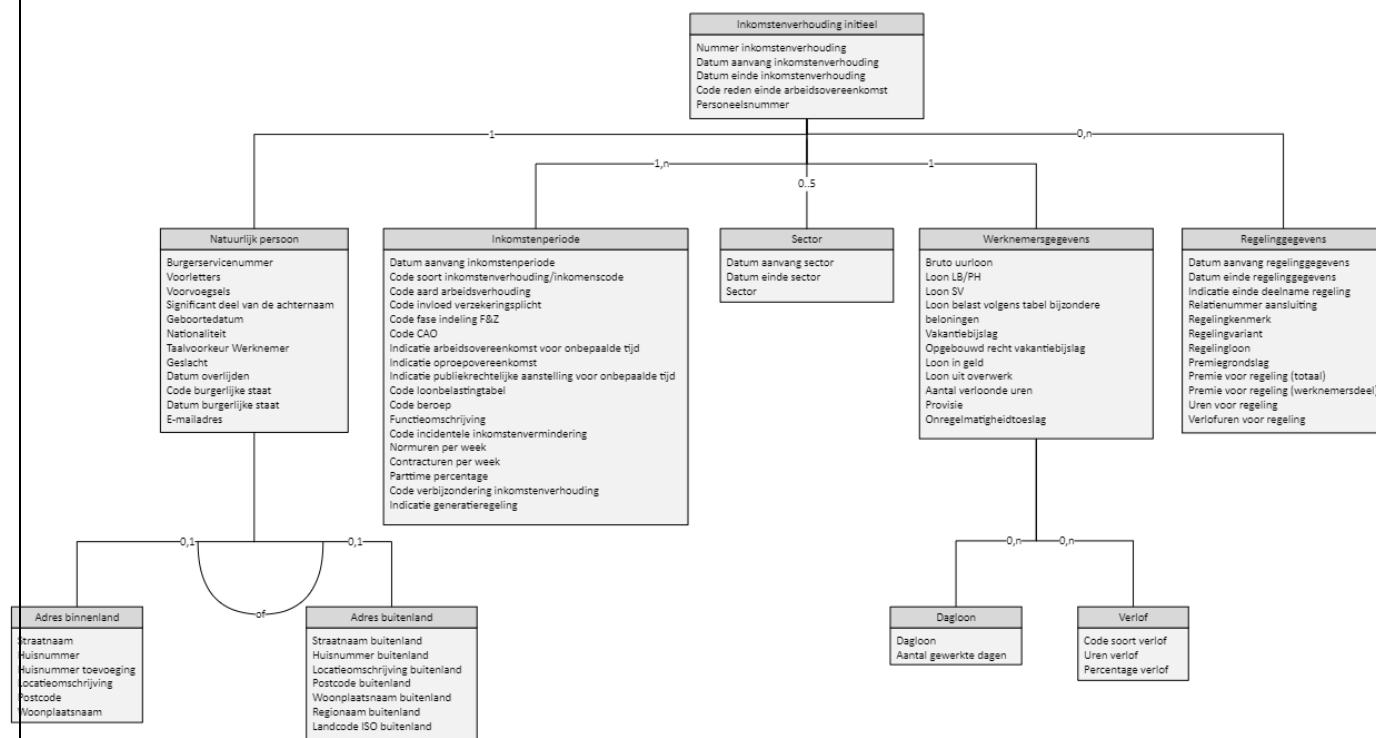 Inkomstenverhouding initieel
Nummer inkomstenverhouding
Datum aanvang inkomstenverhouding
Datum einde inkomstenverhouding
Code reden einde arbeidsovereenkomst
Personeelsnummer
1
1,n
0..5
1
0,n
Natuurlijk persoon
Burgerservicenummer
Voorletters
Voorvoegsels
Significant deel van de achternaam
Geboortedatum
Nationaliteit
Taalvoorkeur Werknemer
Geslacht
Datum overlijden
Code burgerlijke staat
Datum burgerlijke staat
E-mailadres
Inkomstenperiode
Datum aanvang inkomstenperiode
Code soort inkomstenverhouding/inkomenscode
Code aard arbeidsverhouding
Code invloed verzekeringsplicht
Code fase indeling F&Z
Code CAO
Indicatie arbeidsovereenkomst voor onbepaalde tijd
Indicatie oproepovereenkomst
Indicatie publiekrechtelijke aanstelling voor onbepaalde tijd
Code loonbelastingtabel
Code beroep
Functieomschrijving
Code incidentele inkomstenvermindering
Normuren per week
Contracturen per week
Parttime percentage
Code verbijzondering inkomstenverhouding
Indicatie generatieregeling
Sector
Datum aanvang sector
Datum einde sector
Sector
Werknemersgegevens
Bruto uurloon
Loon LB/PH
Loon SV
Loon belast volgens tabel bijzondere
beloningen
Vakantiebijslag
Opgebouwd recht vakantiebijslag
Loon in geld
Loon uit overwerk
Aantal verloonde uren
Provisie
Onregelmatigheidtoeslag
Regelinggegevens
Datum aanvang regelinggegevens
Datum einde regelinggegevens
Indicatie einde deelname regeling
Relatienummer aansluiting
Regelingkenmerk
Regelingvariant
Regelingloon
Premiegrondslag
Premie voor regeling (totaal)
Premie voor regeling (werknemersdeel)
Uren voor regeling
Verlofuren voor regeling
0,1
0,1
of
0,n
0,n
Adres binnenland
Straatnaam
Huisnummer
Huisnummer toevoeging
Locatieomschrijving
Postcode
Woonplaatsnaam
Adres buitenland
Straatnaam buitenland
Huisnummer buitenland
Locatieomschrijving buitenland
Postcode buitenland
Woonplaatsnaam buitenland
Regionaam buitenland
Landcode ISO buitenland
Dagloon
Dagloon
Aantal gewerkte dagen
Verlof
Code soort verlof
Uren verlof
Percentage verlof